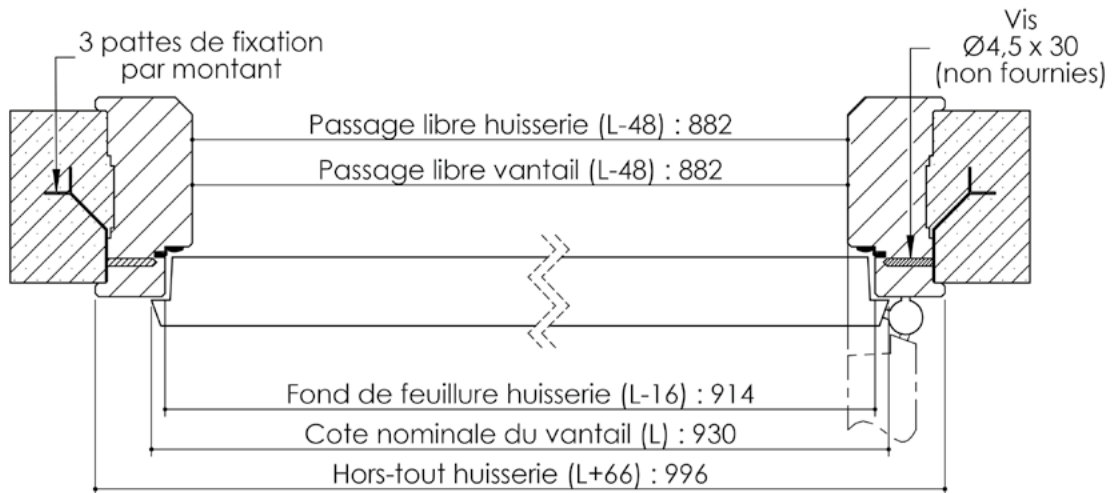 3 pattes de fixation
par montant
Vis
Ø4,5 x 30
(non fournies)
Passage libre huisserie (L-48) : 882
Passage libre vantail (L-48) : 882
Fond de feuillure huisserie (L-16) : 914
Cote nominale du vantail (L) : 930
Hors-tout huisserie (L+66) : 996